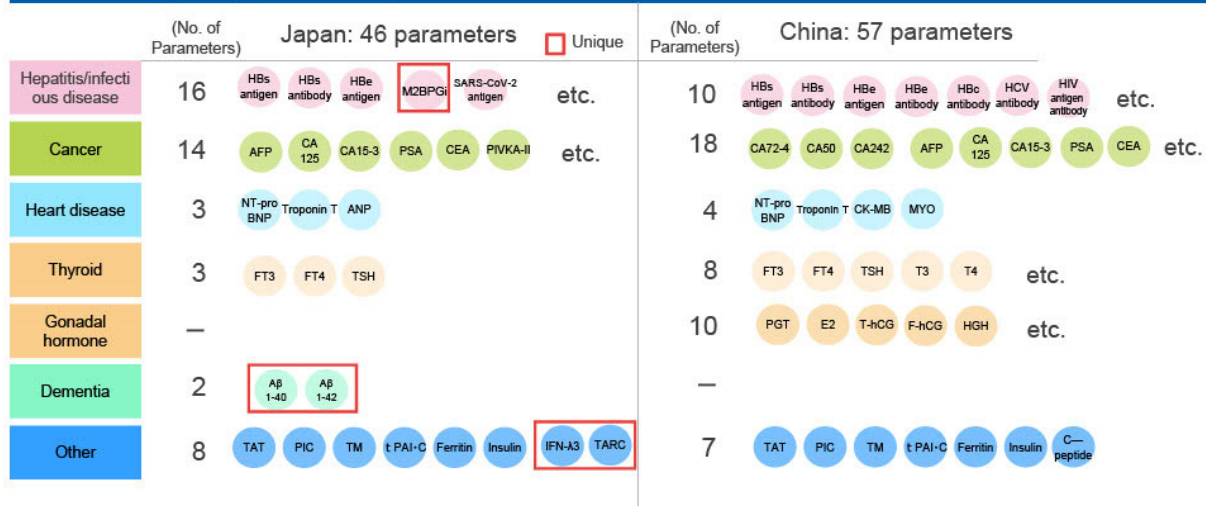 (No. of
Parameters)
Japan: 46 parameters
Unique
(No. of
Parameters)
China: 57 parameters
Hepatitis/infecti
ous disease
16
HBs
antigen
HBs
antibody
HBe
antigen
M2BPGi
SARS-CoV-2
antigen
etc.
10
HBs
antigen
HBs
antibody
HBe
antigen
HBe
antibody
HBc
antibody
HCV
antibody
HIV
antigen
antibody
etc.
Cancer
14
AFP
CA
125
CA15-3
PSA
CEA
PIVKA-II
etc.
18
CA72-4
CA50
CA242
AFP
CA
125
CA15-3
PSA
CEA
etc.
Heart disease
3
NT-pro
BNP
Troponin T
ANP
4
NT-pro
BNP
Troponin T
CK-MB
MYO
Thyroid
3
FT3
FT4
TSH
8
FT3
FT4
TSH
T3
T4
etc.
Gonadal
hormone
–
10
PGT
E2
T-hCG
F-hCG
HGH
etc.
Dementia
2
Aβ
1-40
Aβ
1-42
–
Other
8
TAT
PIC
TM
t PAI・C
Ferritin
Insulin
IFN-λ3
TARC
7
TAT
PIC
TM
t PAI・C
Ferritin
Insulin
C—
peptide